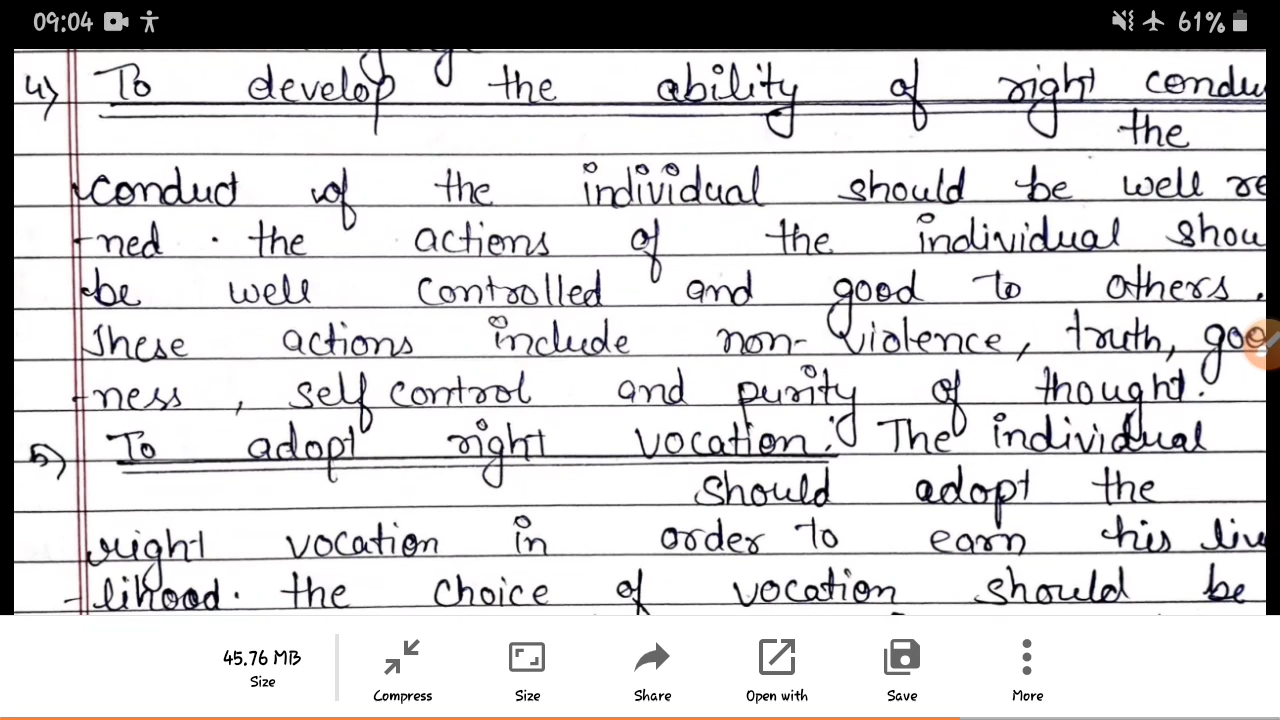 09:04 61%
4) To develop the ability of right condu
the
conduct of the individual should be well re
-ned . the actions of the individual shou
be well controlled and good to others.
These actions include non-violence, truth, goo
-ness, self control and purity of thought.
5) To adopt right vocation: The individual
should adopt the
right vocation in order to earn his live
-lihood. the choice of vocation should be
45.76 MB
Size
Compress
Size
Share
Open with
Save
More